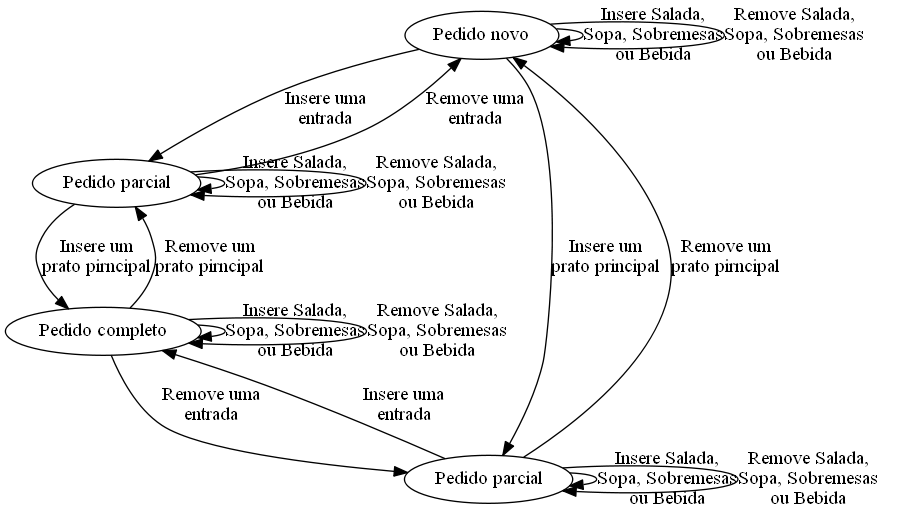 Pedido novo
Insere Salada,
Sopa, Sobremesas
ou Bebida
Remove Salada,
Sopa, Sobremesas
ou Bebida
Insere uma
entrada
Remove uma
entrada
Pedido parcial
Insere Salada,
Sopa, Sobremesas
ou Bebida
Remove Salada,
Sopa, Sobremesas
ou Bebida
Insere um
prato pirncipal
Remove um
prato pirncipal
Insere um
prato principal
Remove um
prato principal
Pedido completo
Insere Salada,
Sopa, Sobremesas
ou Bebida
Remove Salada,
Sopa, Sobremesas
ou Bebida
Remove uma
entrada
Insere uma
entrada
Pedido parcial
Insere Salada,
Sopa, Sobremesas
ou Bebida
Remove Salada,
Sopa, Sobremesas
ou Bebida